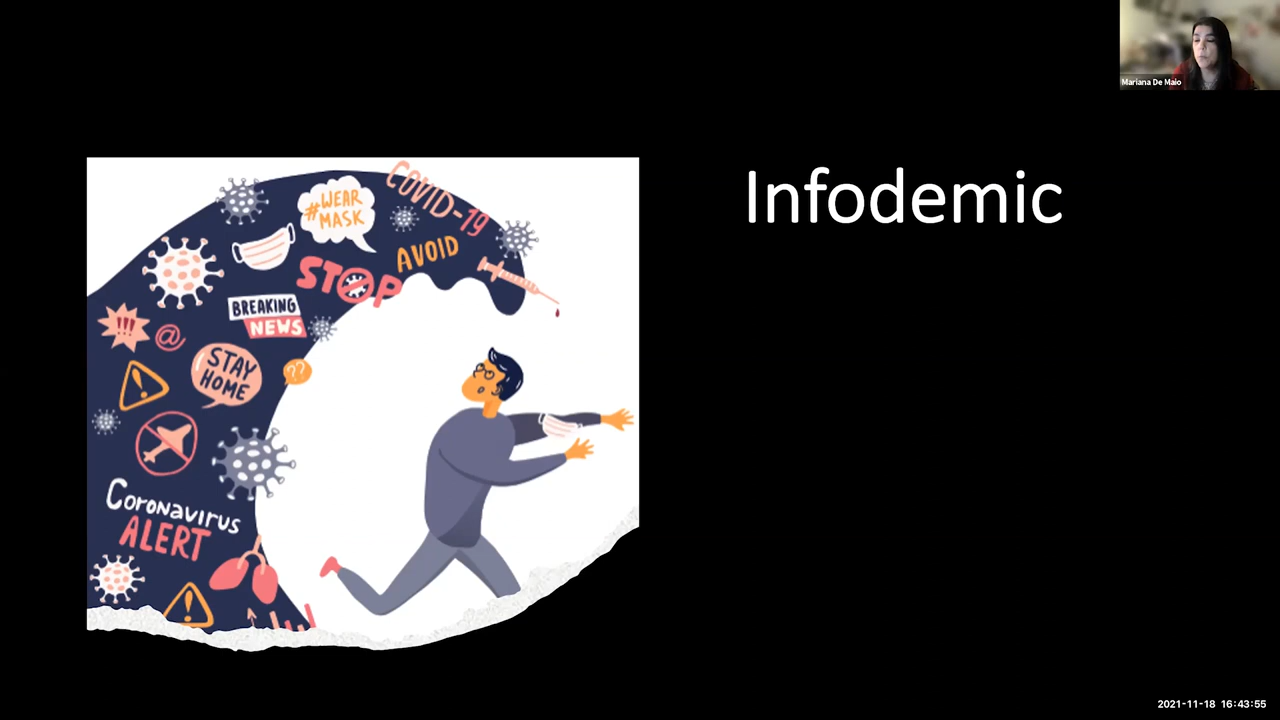 Mariana De Maio
Infodemic
COVID-19
#WEAR
MASK
AVOID
STOP
BREAKING
NEWS
!!!
@
STAY
HOME
??
!
Coronavirus
ALERT
!
2021-11-18 16:43:55